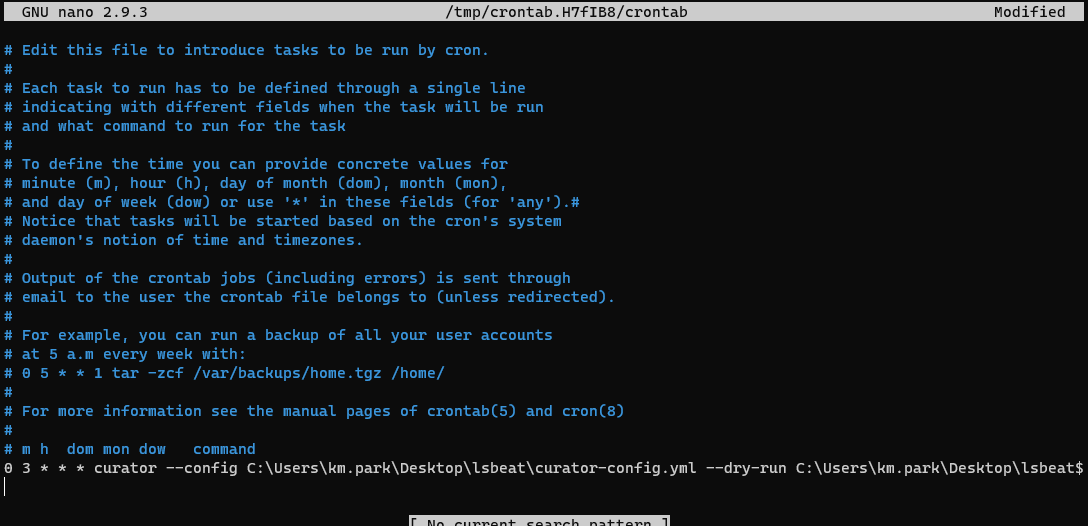 GNU nano 2.9.3 /tmp/crontab.H7fIB8/crontab Modified
# Edit this file to introduce tasks to be run by cron.
#
# Each task to run has to be defined through a single line
# indicating with different fields when the task will be run
# and what command to run for the task
#
# To define the time you can provide concrete values for
# minute (m), hour (h), day of month (dom), month (mon),
# and day of week (dow) or use '*' in these fields (for 'any').#
# Notice that tasks will be started based on the cron's system
# daemon's notion of time and timezones.
#
# Output of the crontab jobs (including errors) is sent through
# email to the user the crontab file belongs to (unless redirected).
#
# For example, you can run a backup of all your user accounts
# at 5 a.m every week with:
# 0 5 * * 1 tar -zcf /var/backups/home.tgz /home/
#
# For more information see the manual pages of crontab(5) and cron(8)
#
# m h  dom mon dow   command
0 3 * * * curator --config C:\Users\km.park\Desktop\lsbeat\curator-config.yml --dry-run C:\Users\km.park\Desktop\lsbeat$
[ No current search pattern ]